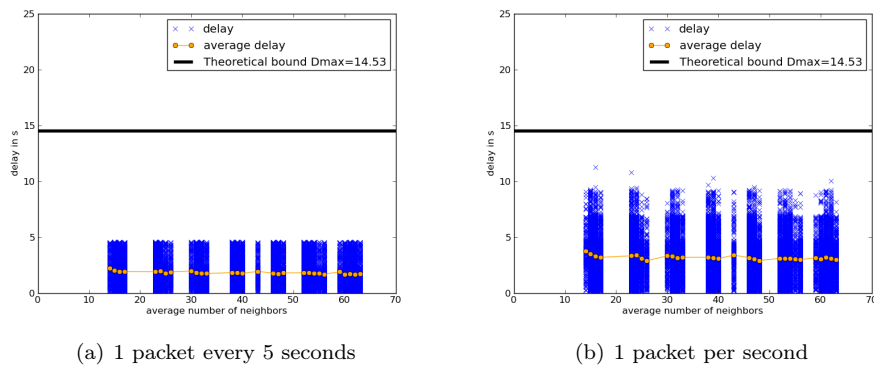 25
20
15
10
5
0
delay in s
delay
average delay
Theoretical bound Dmax=14.53
0 10 20 30 40 50 60 70
average number of neighbors
(a) 1 packet every 5 seconds
25
20
15
10
5
0
delay in s
delay
average delay
Theoretical bound Dmax=14.53
0 10 20 30 40 50 60 70
average number of neighbors
(b) 1 packet per second